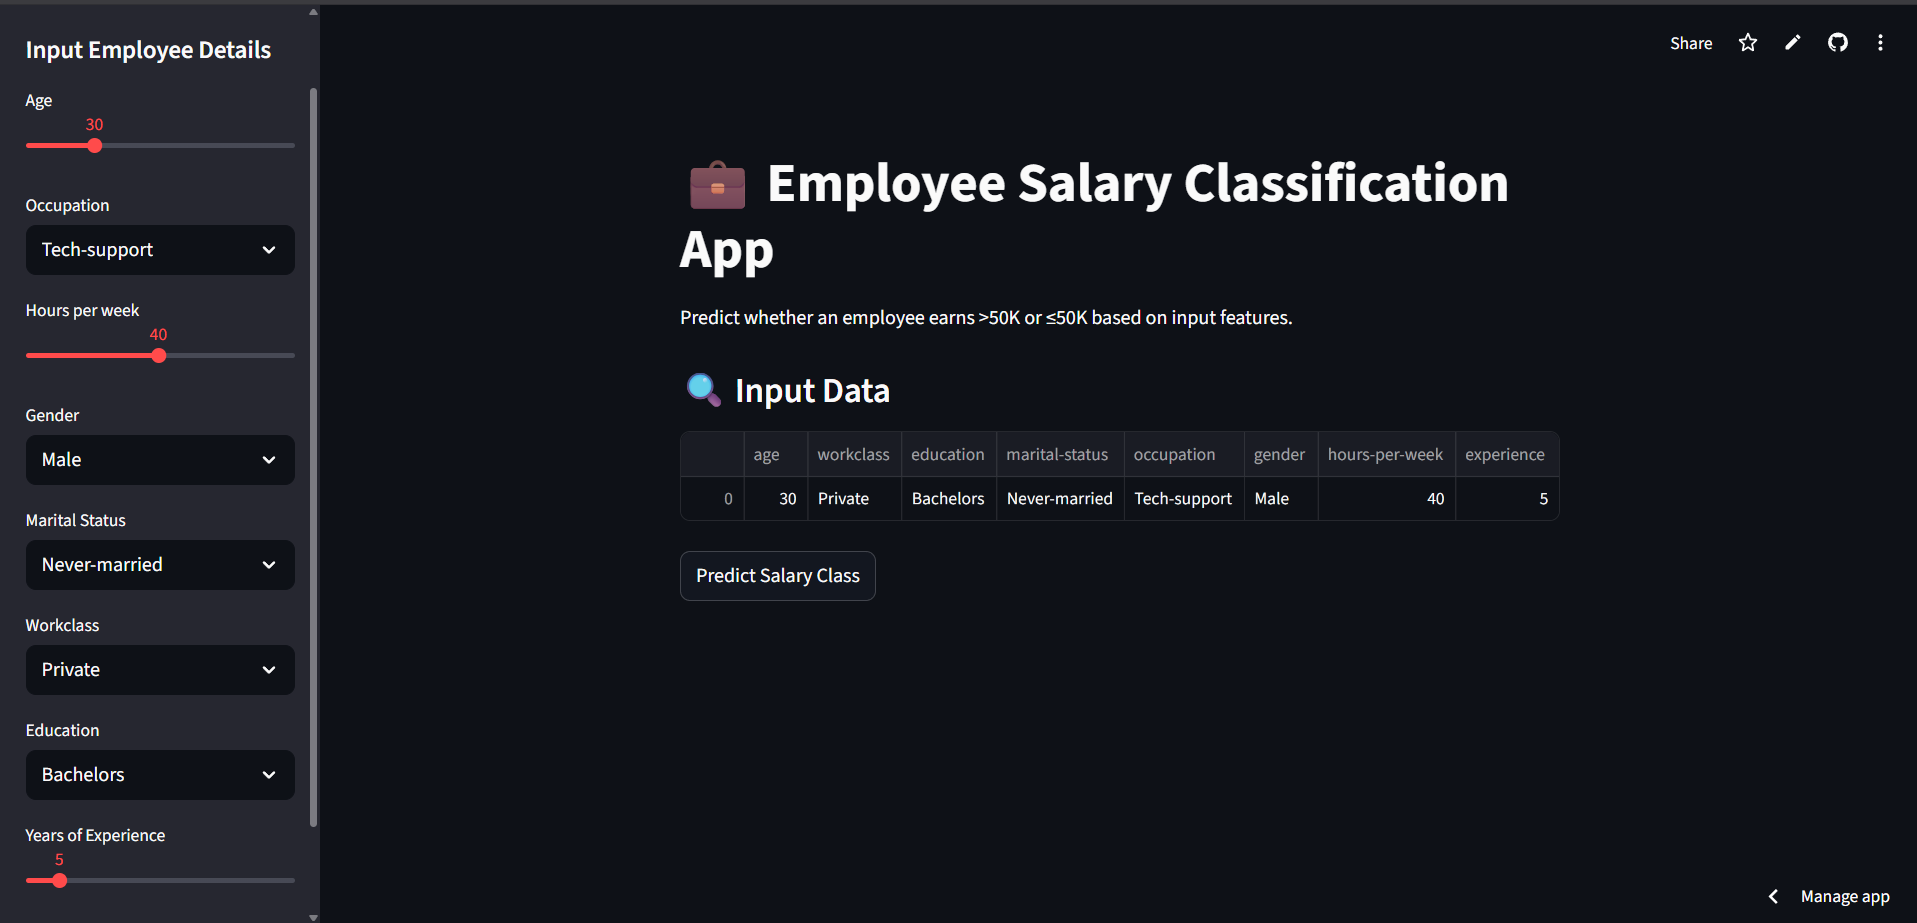 Input Employee Details
Age
30
Occupation
Tech-support
Hours per week
40
Gender
Male
Marital Status
Never-married
Workclass
Private
Education
Bachelors
Years of Experience
5
Share
Employee Salary Classification
App
Predict whether an employee earns >50K or ≤50K based on input features.
Input Data
age workclass education marital-status occupation gender hours-per-week experience
0 30 Private Bachelors Never-married Tech-support Male 40 5
Predict Salary Class
Manage app